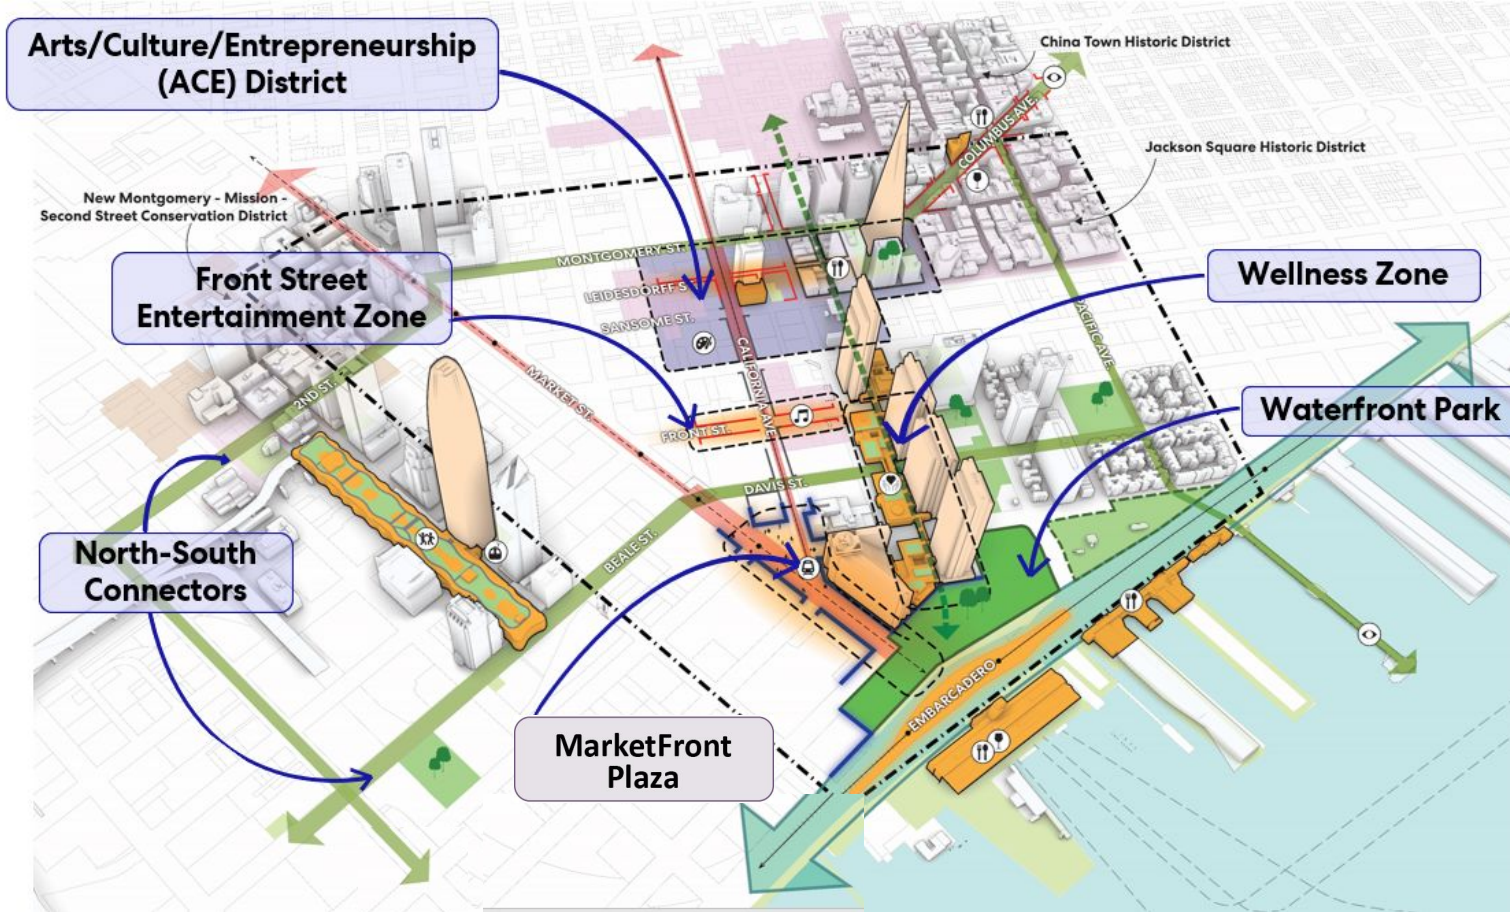 Arts/Culture/Entrepreneurship
(ACE) District
China Town Historic District
COLUMBUS AVE.
Jackson Square Historic District
New Montgomery - Mission -
Second Street Conservation District
MONTGOMERY ST.
Front Street
Entertainment Zone
LEIDESDORFF S
SANSOME ST.
Wellness Zone
PACIFIC AVE
CALIFORNIA AVE
MARKET ST.
2ND ST.
Waterfront Park
FRONT ST.
DAVIS ST.
North-South
Connectors
BEALE ST.
EMBARCADERO
MarketFront
Plaza